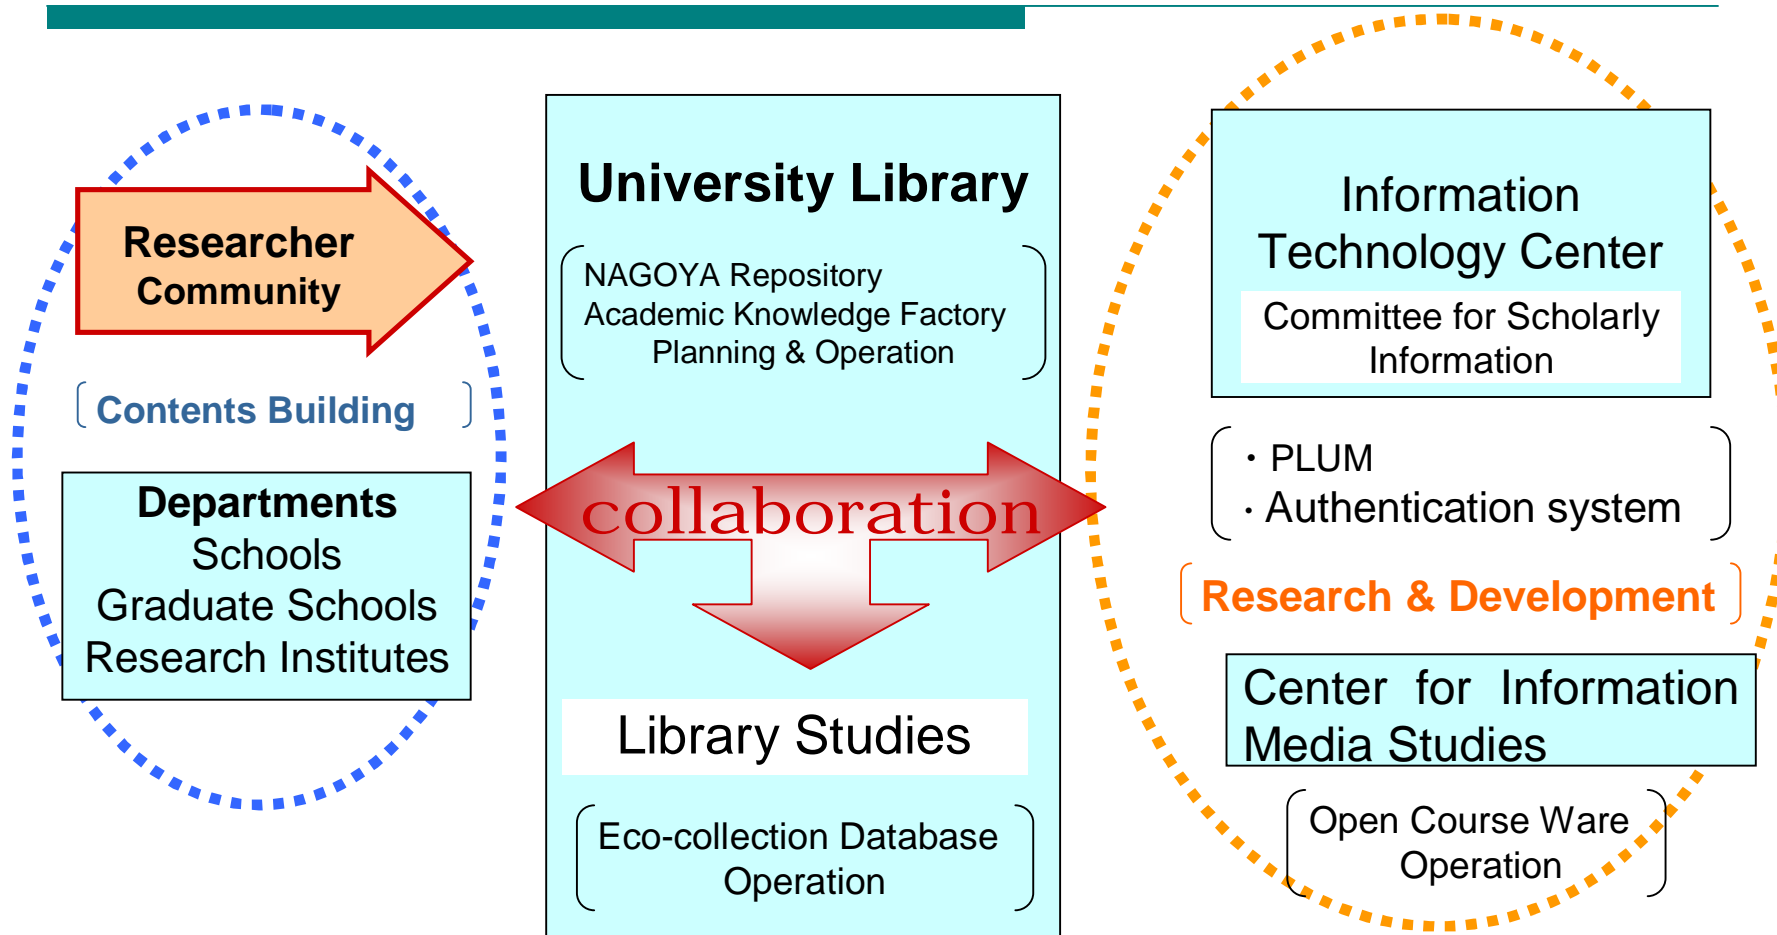 Researcher
Community
Contents Building
Departments
Schools
Graduate Schools
Research Institutes
University Library
NAGOYA Repository
Academic Knowledge Factory
Planning & Operation
collaboration
Library Studies
Eco-collection Database
Operation
Information
Technology Center
Committee for Scholarly
Information
・PLUM
・Authentication system
Research & Development
Center for Information
Media Studies
Open Course Ware
Operation